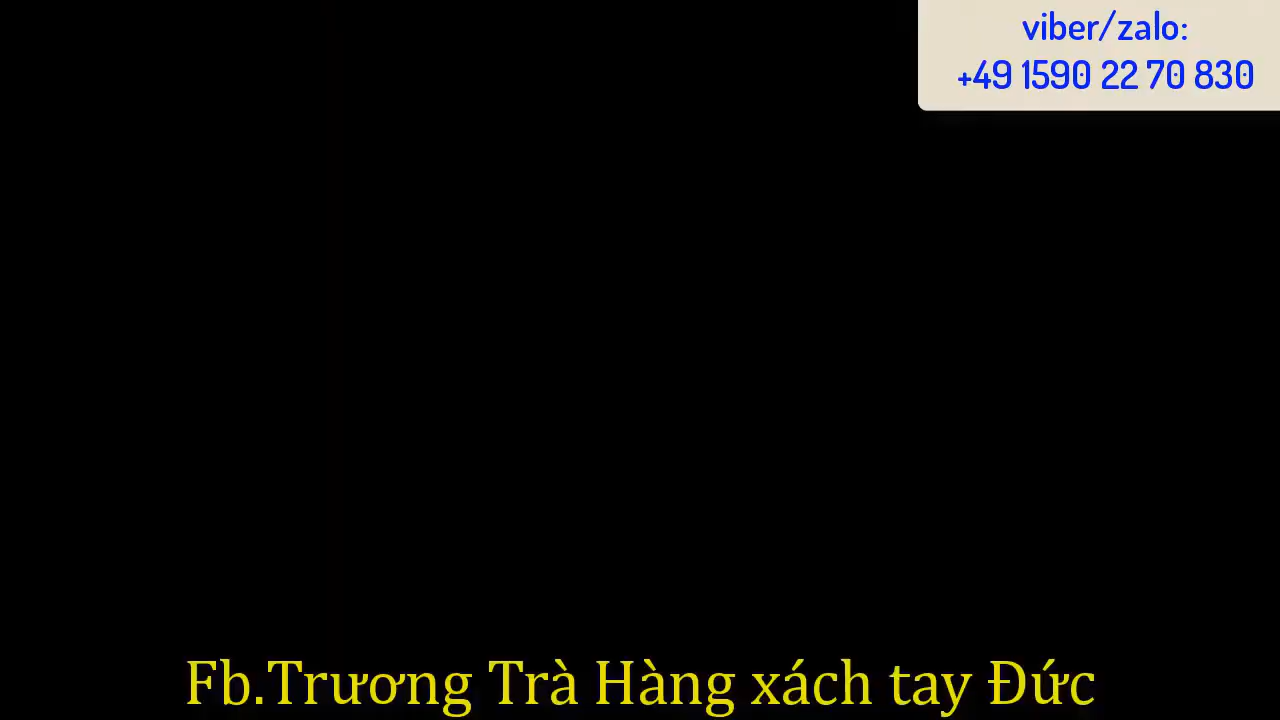 viber/zalo:
+49 1590 22 70 830
Fb.Trương Trà Hàng xách tay Đức